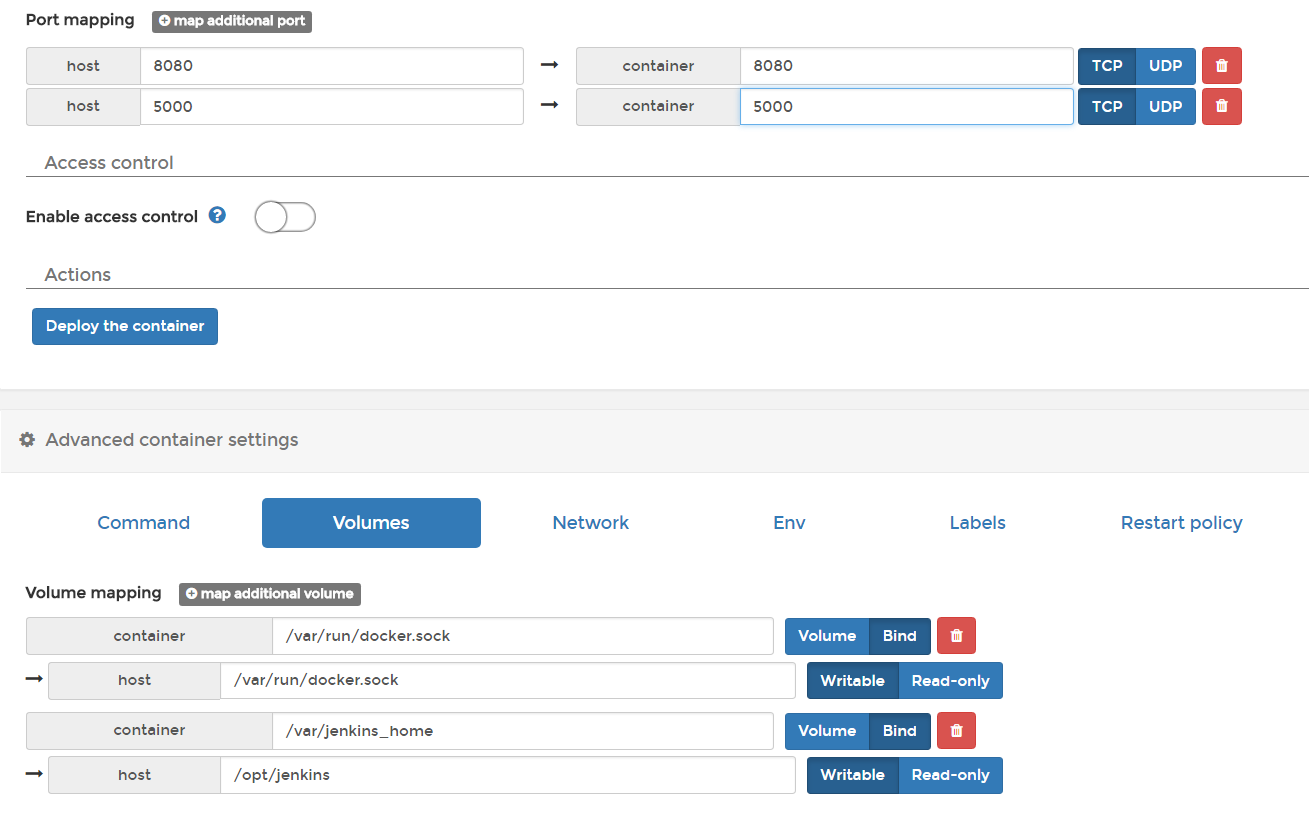 Port mapping map additional port
host 8080 → container 8080 TCP UDP
host 5000 → container 5000 TCP UDP
Access control
Enable access control ?
Actions
Deploy the container
Advanced container settings
Command Volumes Network Env Labels Restart policy
Volume mapping map additional volume
container /var/run/docker.sock Volume Bind
→ host /var/run/docker.sock Writable Read-only
container /var/jenkins_home Volume Bind
→ host /opt/jenkins Writable Read-only